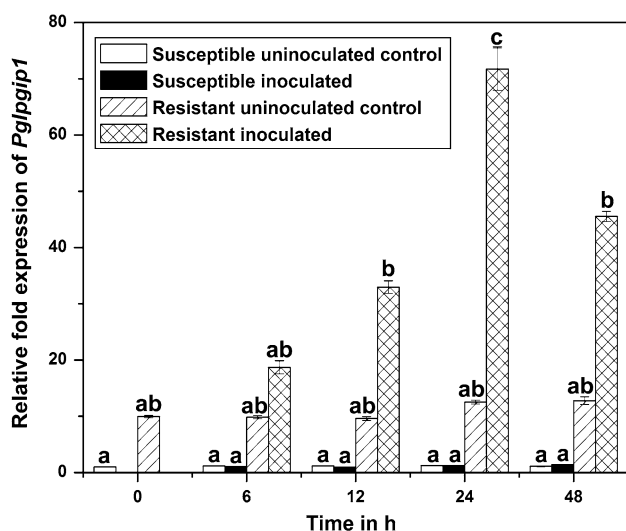 80
60
40
20
0
Relative fold expression of Pglpgip1
Susceptible uninoculated control
Susceptible inoculated
Resistant uninoculated control
Resistant inoculated
a ab
a a ab ab
a a ab b
a a ab c
a a ab b
0 6 12 24 48
Time in h